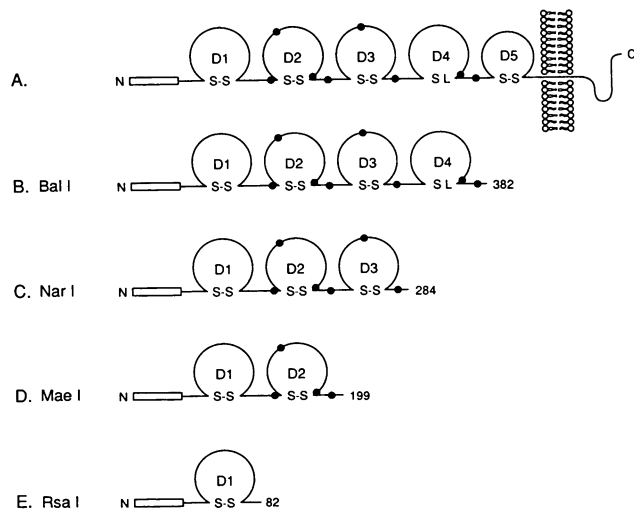 D1 D2 D3 D4 D5
A. N S-S S-S S-S S L S-S C
D1 D2 D3 D4
B. Bal I N S-S S-S S-S S L 382
D1 D2 D3
C. Nar I N S-S S-S S-S 284
D1 D2
D. Mae I N S-S S-S 199
D1
E. Rsa I N S-S 82